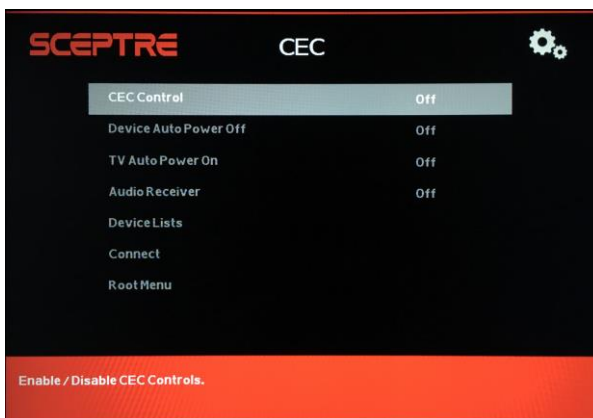 SCEPTRE CEC
CEC Control Off
Device Auto Power Off Off
TV Auto Power On Off
Audio Receiver Off
Device Lists
Connect
Root Menu
Enable / Disable CEC Controls.